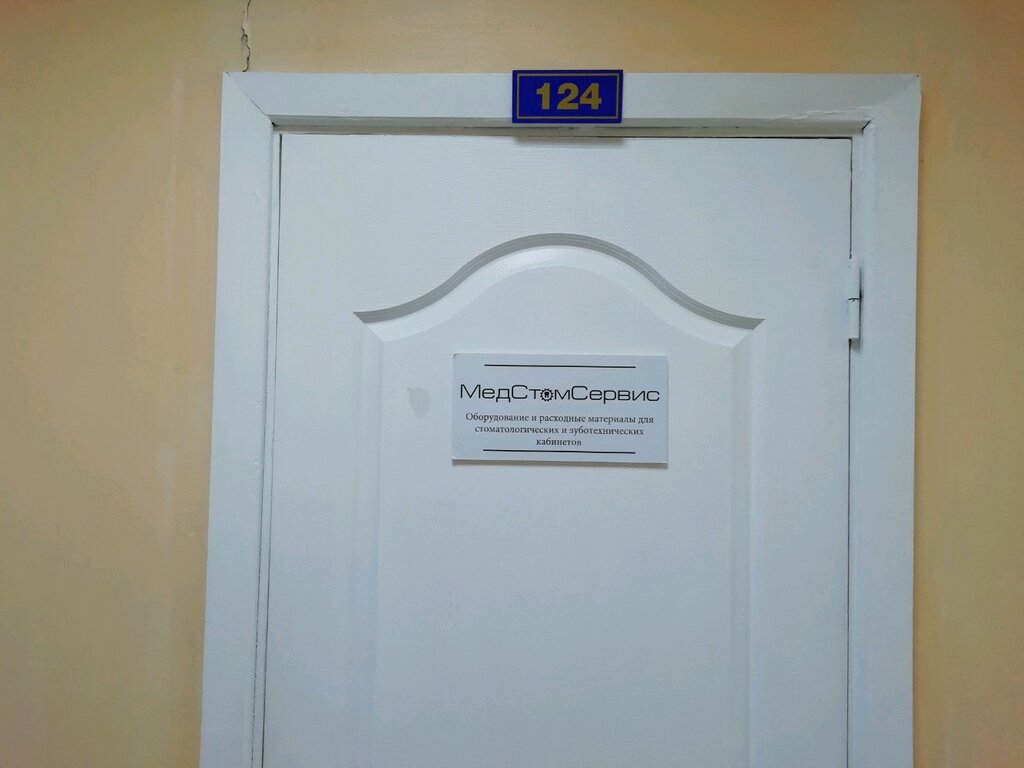 124
МедСтомСервис
Оборудование и расходные материалы для
стоматологических и зуботехнических
кабинетов